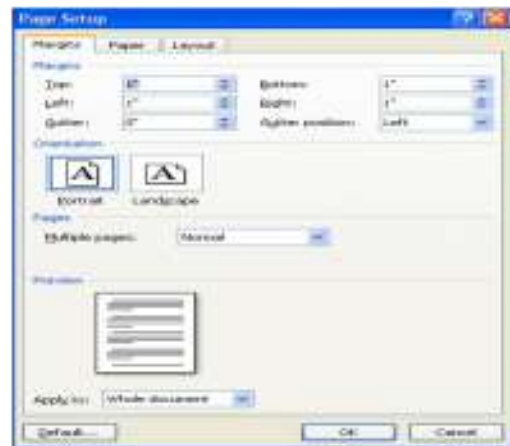 Page Setup
Margins Paper Layout
Margins
Top: Bottom: 1"
Left: 1" Right: 1"
Gutter: 0" Gutter position: Left
Orientation
Portrait Landscape
Pages
Multiple pages: Normal
Preview
Apply to: Whole document
Default... OK Cancel